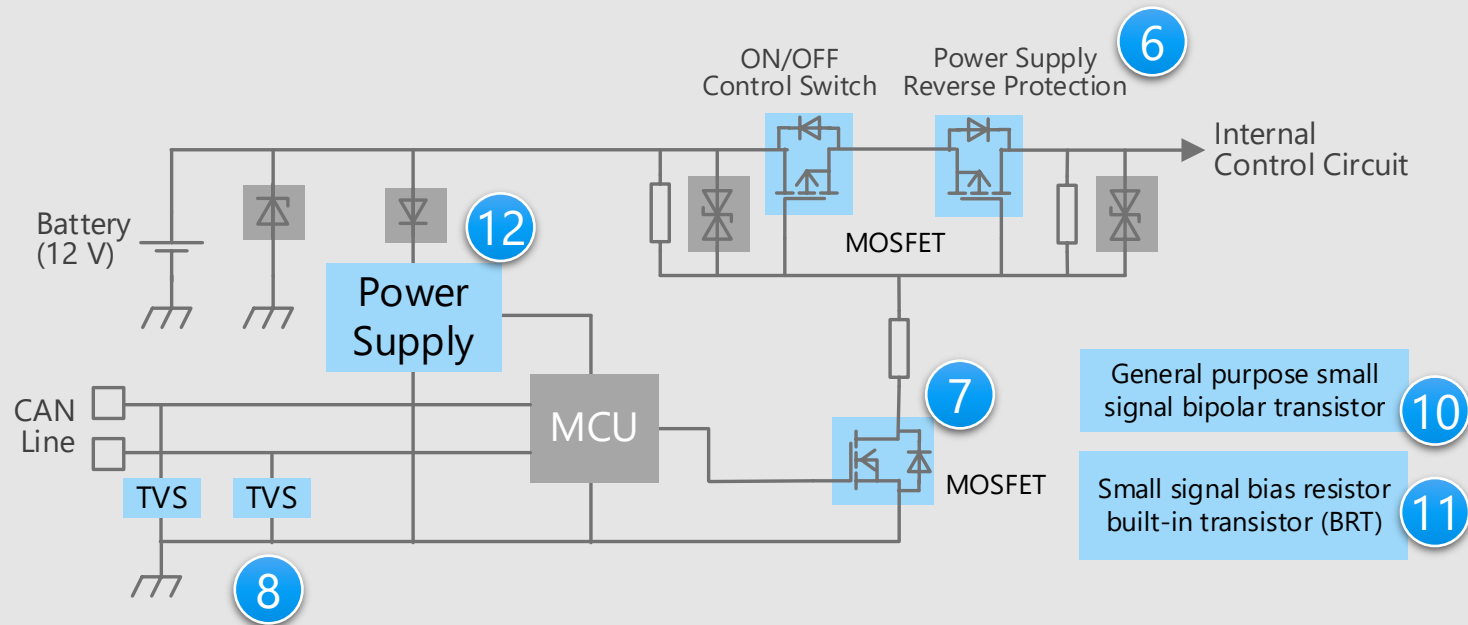 6
ON/OFF
Control Switch
Power Supply
Reverse Protection
Internal
Control Circuit
Battery
(12 V)
12
MOSFET
Power
Supply
7
General purpose small
signal bipolar transistor
10
CAN
Line
MCU
MOSFET
Small signal bias resistor
built-in transistor (BRT)
11
TVS
TVS
8